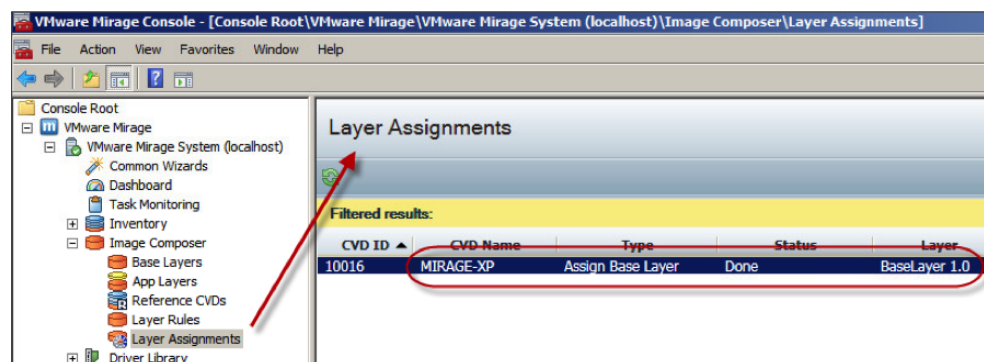 VMware Mirage Console - [Console Root\VMware Mirage\VMware Mirage System (localhost)\Image Composer\Layer Assignments]
File Action View Favorites Window Help
Console Root
VMware Mirage
VMware Mirage System (localhost)
Common Wizards
Dashboard
Task Monitoring
Inventory
Image Composer
Base Layers
App Layers
Reference CVDs
Layer Rules
Layer Assignments
Driver Library
Layer Assignments
Filtered results:
CVD ID CVD Name Type Status Layer
10016 MIRAGE-XP Assign Base Layer Done BaseLayer 1.0